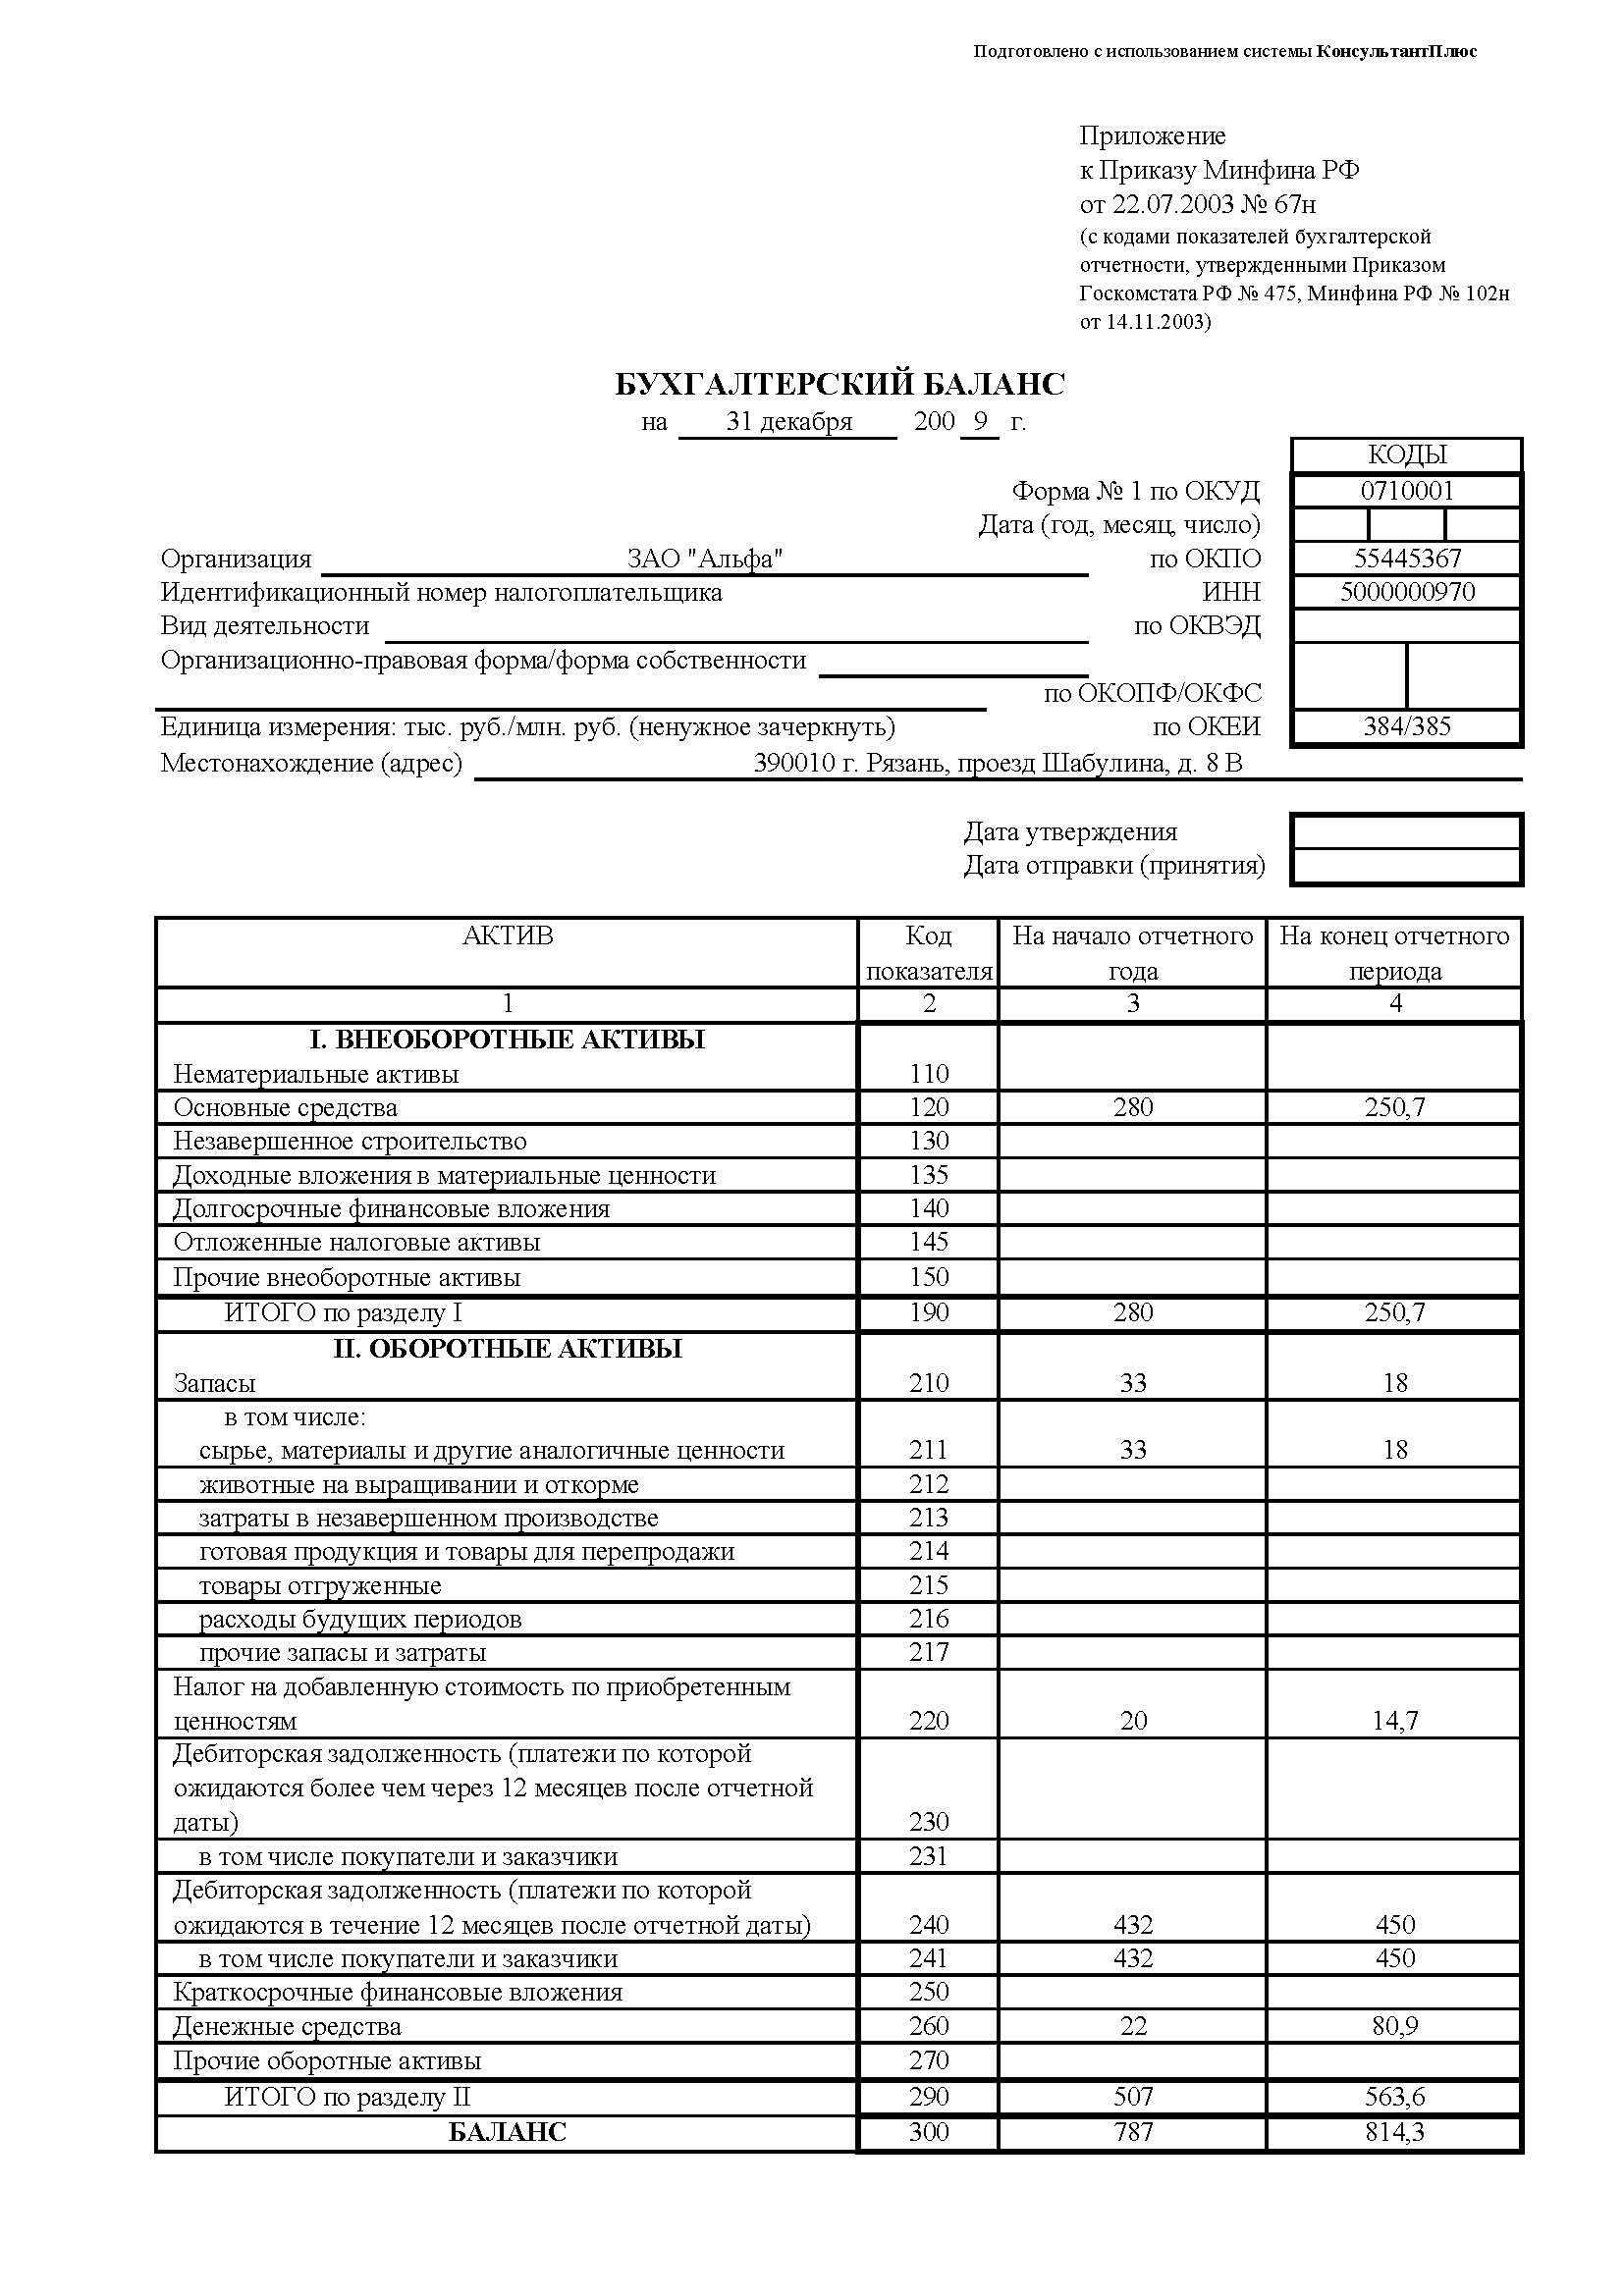 Подготовлено с использованием системы КонсультантПлюс
Приложение
к Приказу Минфина РФ
от 22.07.2003 № 67н
(с кодами показателей бухгалтерской
отчетности, утвержденными Приказом
Госкомстата РФ № 475, Минфина РФ № 102н
от 14.11.2003)
БУХГАЛТЕРСКИЙ БАЛАНС
на 31 декабря 200 9 г.
КОДЫ
Форма № 1 по ОКУД 0710001
Дата (год, месяц, число)
Организация ЗАО "Альфа" по ОКПО 55445367
Идентификационный номер налогоплательщика ИНН 5000000970
Вид деятельности по ОКВЭД
Организационно-правовая форма/форма собственности
по ОКОПФ/ОКФС
Единица измерения: тыс. руб./млн. руб. (ненужное зачеркнуть) по ОКЕИ 384/385
Местонахождение (адрес) 390010 г. Рязань, проезд Шабулина, д. 8 В
Дата утверждения
Дата отправки (принятия)
АКТИВ Код На начало отчетного На конец отчетного
показателя года периода
1 2 3 4
I. ВНЕОБОРОТНЫЕ АКТИВЫ
Нематериальные активы 110
Основные средства 120 280 250,7
Незавершенное строительство 130
Доходные вложения в материальные ценности 135
Долгосрочные финансовые вложения 140
Отложенные налоговые активы 145
Прочие внеоборотные активы 150
ИТОГО по разделу I 190 280 250,7
II. ОБОРОТНЫЕ АКТИВЫ
Запасы 210 33 18
в том числе:
сырье, материалы и другие аналогичные ценности 211 33 18
животные на выращивании и откорме 212
затраты в незавершенном производстве 213
готовая продукция и товары для перепродажи 214
товары отгруженные 215
расходы будущих периодов 216
прочие запасы и затраты 217
Налог на добавленную стоимость по приобретенным
ценностям 220 20 14,7
Дебиторская задолженность (платежи по которой
ожидаются более чем через 12 месяцев после отчетной
даты) 230
в том числе покупатели и заказчики 231
Дебиторская задолженность (платежи по которой
ожидаются в течение 12 месяцев после отчетной даты) 240 432 450
в том числе покупатели и заказчики 241 432 450
Краткосрочные финансовые вложения 250
Денежные средства 260 22 80,9
Прочие оборотные активы 270
ИТОГО по разделу II 290 507 563,6
БАЛАНС 300 787 814,3